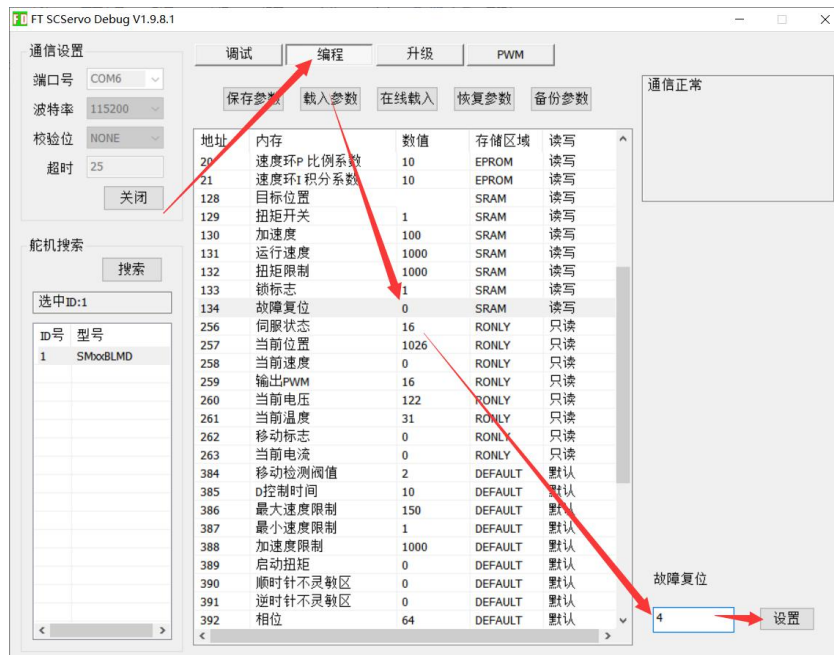 FT SCServo Debug V1.9.8.1
通信设置
端口号 COM6
波特率 115200
校验位 NONE
超时 25
关闭
舵机搜索
搜索
选中ID:1
ID号 型号
1 SMxxBLMD
调试 编程 升级 PWM
保存参数 载入参数 在线载入 恢复参数 备份参数
地址 内存 数值 存储区域 读写
20 速度环P比例系数 10 EPROM 读写
21 速度环I积分系数 10 EPROM 读写
128 目标位置 SRAM 读写
129 扭矩开关 1 SRAM 读写
130 加速度 100 SRAM 读写
131 运行速度 1000 SRAM 读写
132 扭矩限制 1000 SRAM 读写
133 锁标志 1 SRAM 读写
134 故障复位 0 SRAM 读写
256 伺服状态 16 RONLY 只读
257 当前位置 1026 RONLY 只读
258 当前速度 0 RONLY 只读
259 输出PWM 16 RONLY 只读
260 当前电压 122 RONLY 只读
261 当前温度 31 RONLY 只读
262 移动标志 0 RONLY 只读
263 当前电流 0 RONLY 只读
384 移动检测阀值 2 DEFAULT 默认
385 D控制时间 10 DEFAULT 默认
386 最大速度限制 150 DEFAULT 默认
387 最小速度限制 1 DEFAULT 默认
388 加速度限制 1000 DEFAULT 默认
389 启动扭矩 0 DEFAULT 默认
390 顺时针不灵敏区 0 DEFAULT 默认
391 逆时针不灵敏区 0 DEFAULT 默认
392 相位 64 DEFAULT 默认
通信正常
故障复位
4 设置